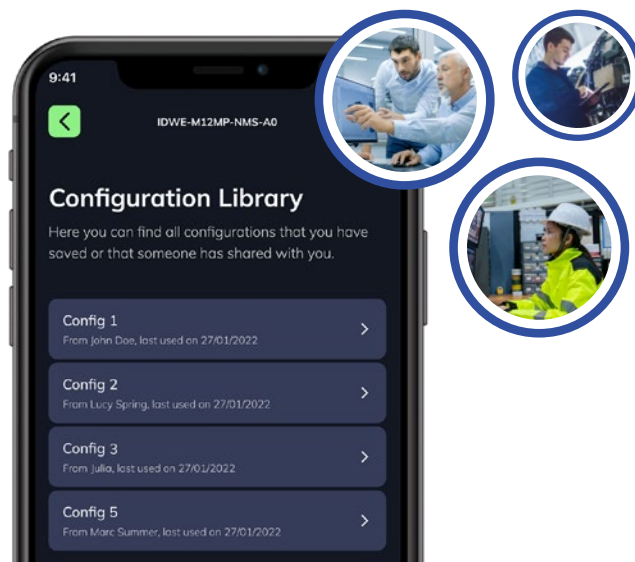 9:41
IDWE-M12MP-NMS-A0
Configuration Library
Here you can find all configurations that you have
saved or that someone has shared with you.
Config 1
From John Doe, last used on 27/01/2022
Config 2
From Lucy Spring, last used on 27/01/2022
Config 3
From Julia, last used on 27/01/2022
Config 5
From Marc Summer, last used on 27/01/2022